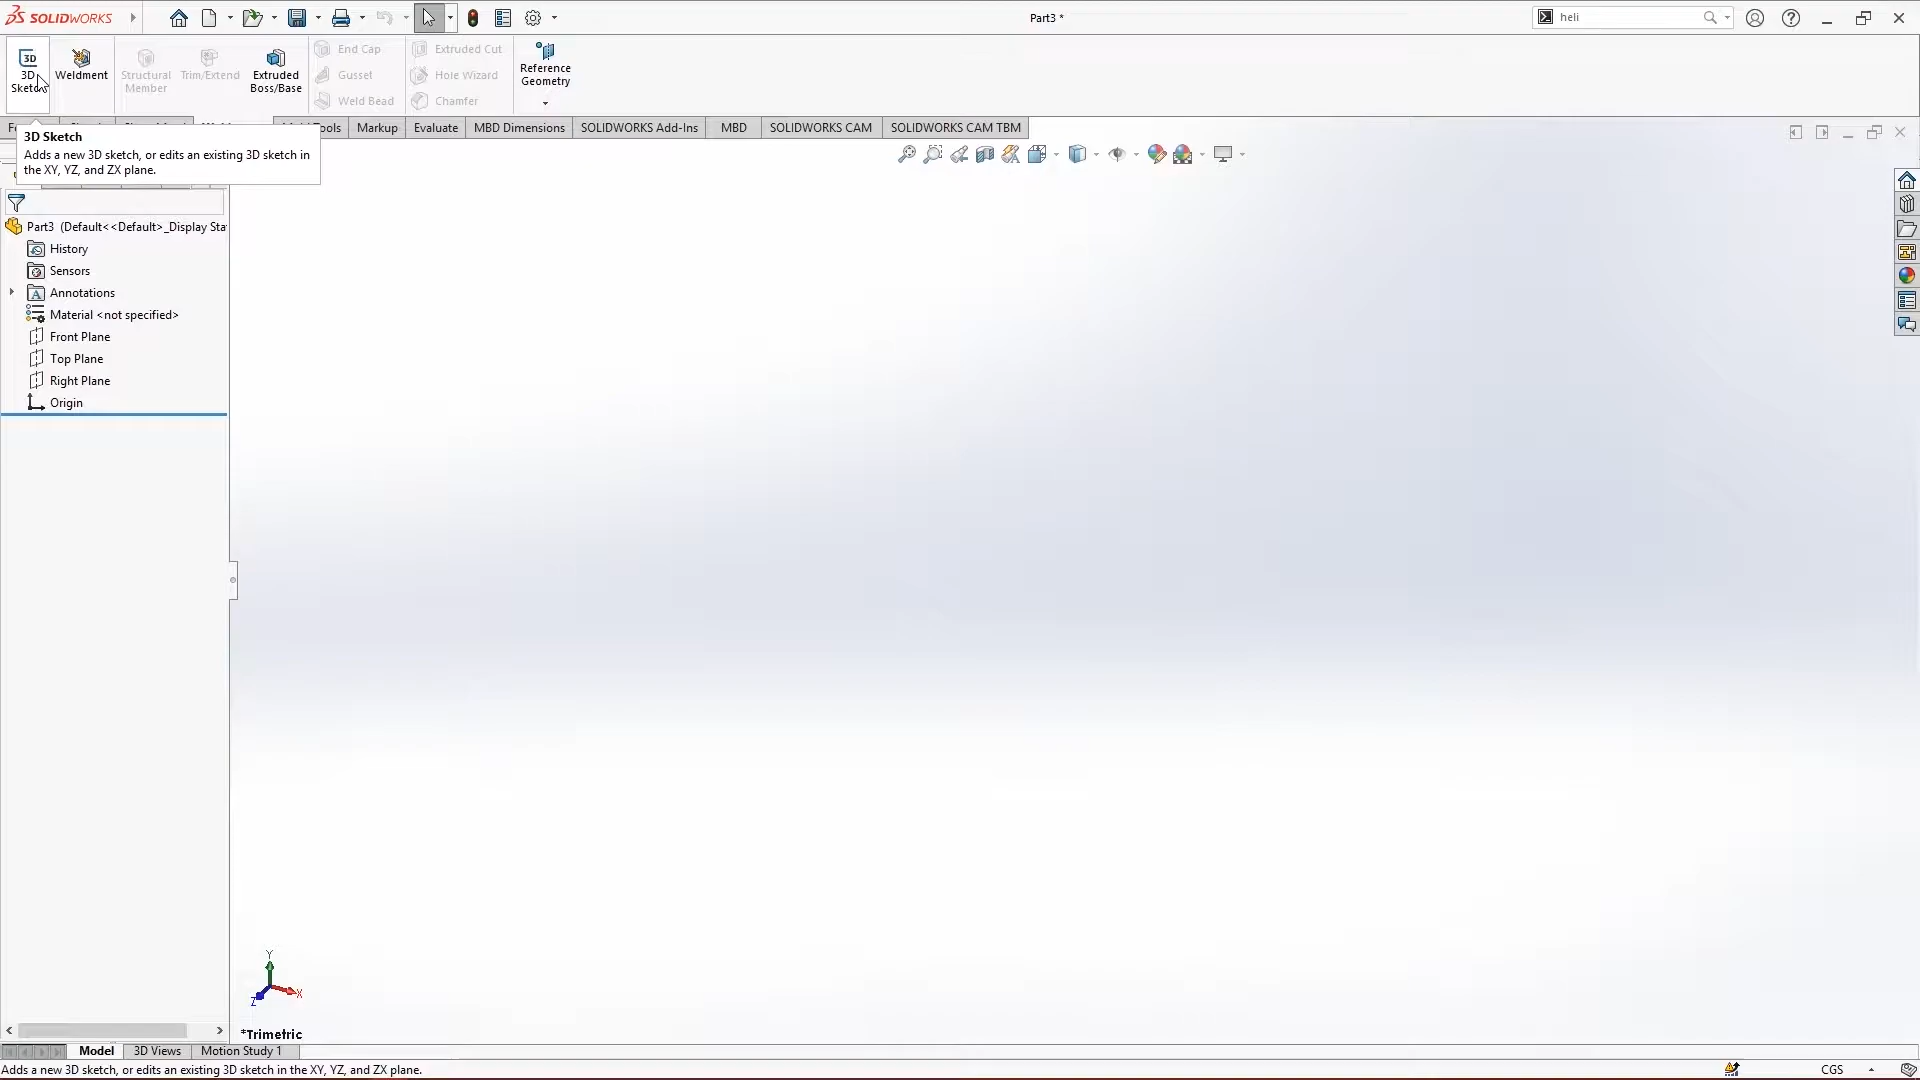 SOLIDWORKS
Part3 *
heli
3D
3D
Sketch
Weldment
Structural
Member
Trim/Extend
Extruded
Boss/Base
End Cap
Gusset
Weld Bead
Extruded Cut
Hole Wizard
Chamfer
Reference
Geometry
Tools
Markup
Evaluate
MBD Dimensions
SOLIDWORKS Add-Ins
MBD
SOLIDWORKS CAM
SOLIDWORKS CAM TBM
3D Sketch
Adds a new 3D sketch, or edits an existing 3D sketch in
the XY, YZ, and ZX plane.
Part3 (Default<<Default>_Display Sta
History
Sensors
Annotations
Material <not specified>
Front Plane
Top Plane
Right Plane
Origin
Y
X
Z
*Trimetric
Model
3D Views
Motion Study 1
Adds a new 3D sketch, or edits an existing 3D sketch in the XY, YZ, and ZX plane.
CGS